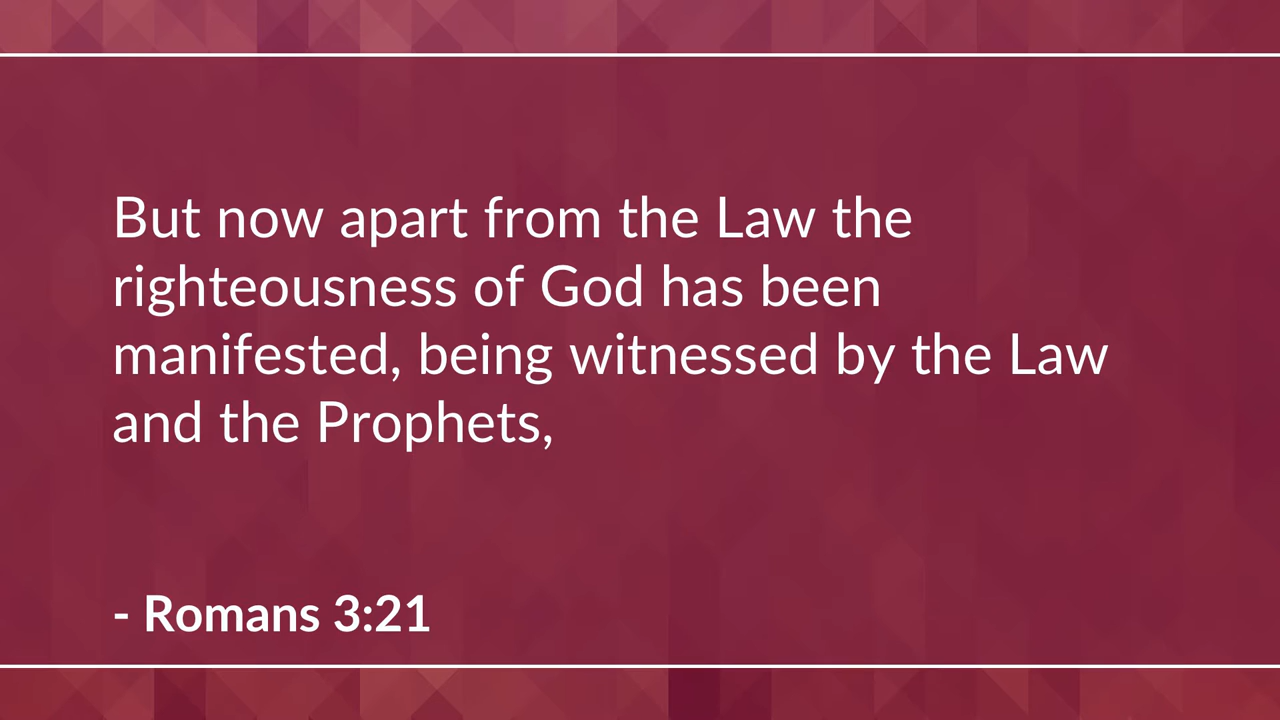 But now apart from the Law the
righteousness of God has been
manifested, being witnessed by the Law
and the Prophets,
- Romans 3:21